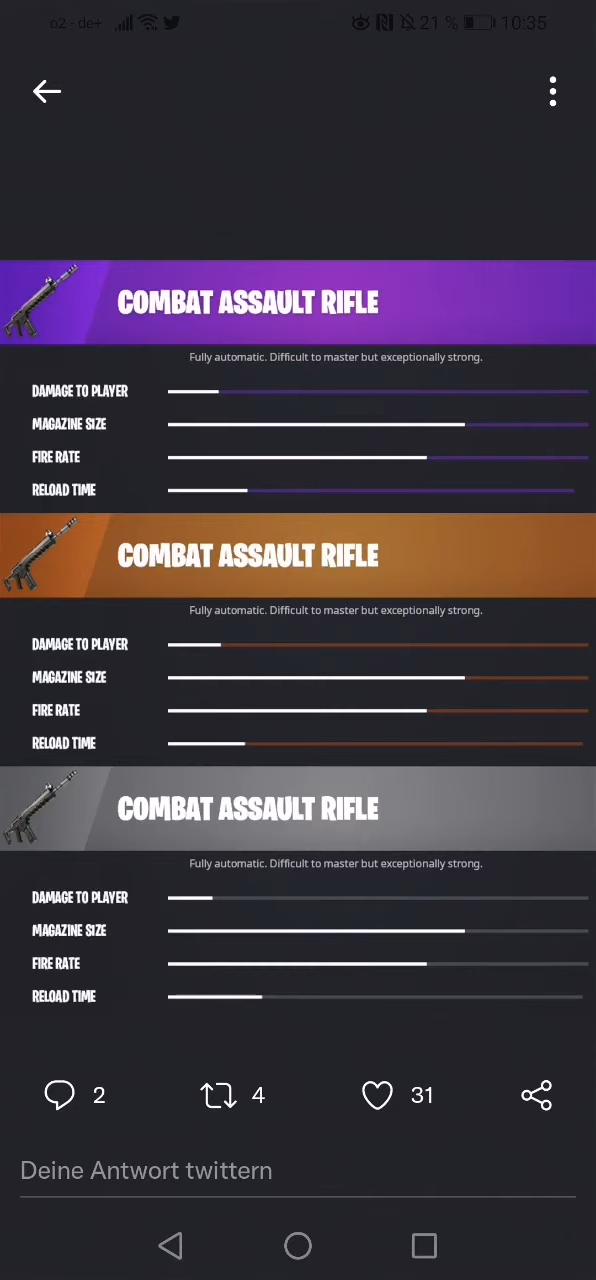 o2 - de+ 21 % 10:35
COMBAT ASSAULT RIFLE
Fully automatic. Difficult to master but exceptionally strong.
DAMAGE TO PLAYER
MAGAZINE SIZE
FIRE RATE
RELOAD TIME
COMBAT ASSAULT RIFLE
Fully automatic. Difficult to master but exceptionally strong.
DAMAGE TO PLAYER
MAGAZINE SIZE
FIRE RATE
RELOAD TIME
COMBAT ASSAULT RIFLE
Fully automatic. Difficult to master but exceptionally strong.
DAMAGE TO PLAYER
MAGAZINE SIZE
FIRE RATE
RELOAD TIME
2 4 31
Deine Antwort twittern